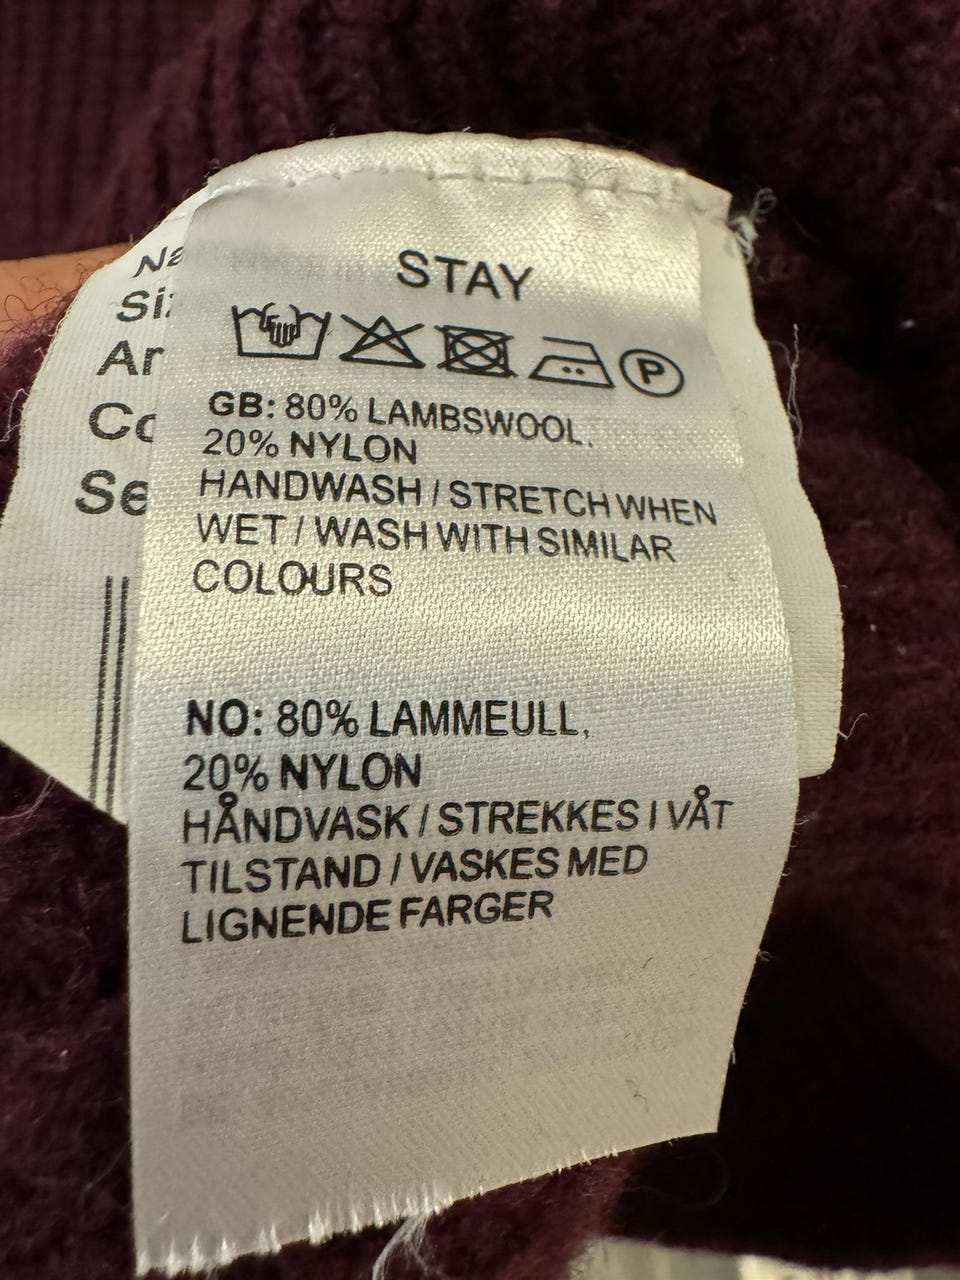 STAY
P
GB: 80% LAMBSWOOL,
20% NYLON
HANDWASH / STRETCH WHEN
WET / WASH WITH SIMILAR
COLOURS
NO: 80% LAMMEULL,
20% NYLON
HÅNDVASK / STREKKES I VÅT
TILSTAND / VASKES MED
LIGNENDE FARGER